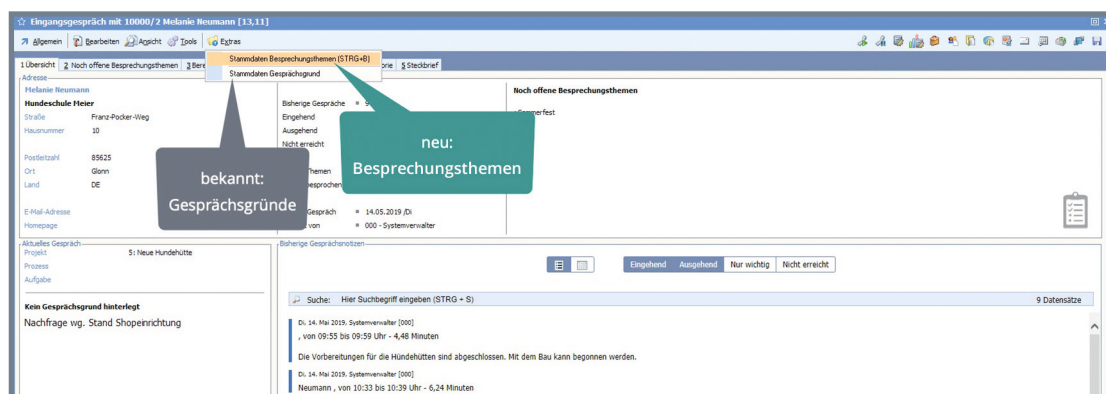 Eingangsgespräch mit 10000/2 Melanie Neumann [13,11]
Allgemein Bearbeiten Ansicht Tools Extras
Stammdaten Besprechungsthemen (STRG+B)
Stammdaten Gesprächsgrund
1 Übersicht 2 Noch offene Besprechungsthemen 3 Bere orie 5 Steckbrief
Adresse
Melanie Neumann
Hundeschule Meier
Straße Franz-Pocker-Weg
Hausnummer 10
Postleitzahl 85625
Ort Glonn
Land DE
E-Mail-Adresse
Homepage
Bisherige Gespräche = 9
Eingehend
Ausgehend
Nicht erreicht
Themen
besprochen
Gespräch = 14.05.2019 /Di
von = 000 - Systemverwalter
Noch offene Besprechungsthemen
Sommerfest
bekannt:
Gesprächsgründe
neu:
Besprechungsthemen
Aktuelles Gespräch
Projekt 5: Neue Hundehütte
Prozess
Aufgabe
Kein Gesprächsgrund hinterlegt
Nachfrage wg. Stand Shopeinrichtung
Bisherige Gesprächsnotizen
Eingehend Ausgehend Nur wichtig Nicht erreicht
Suche: Hier Suchbegriff eingeben (STRG + S) 9 Datensätze
Di, 14. Mai 2019, Systemverwalter [000]
, von 09:55 bis 09:59 Uhr - 4,48 Minuten
Die Vorbereitungen für die Hündehütten sind abgeschlossen. Mit dem Bau kann begonnen werden.
Di, 14. Mai 2019, Systemverwalter [000]
Neumann , von 10:33 bis 10:39 Uhr - 6,24 Minuten